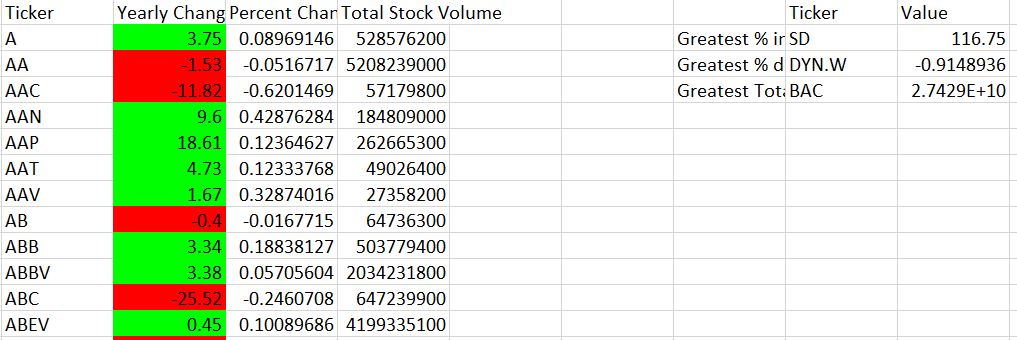 Ticker Yearly Chang Percent Chan Total Stock Volume Ticker Value
A 3.75 0.08969146 528576200 Greatest % in SD 116.75
AA -1.53 -0.0516717 5208239000 Greatest % d DYN.W -0.9148936
AAC -11.82 -0.6201469 57179800 Greatest Tota BAC 2.7429E+10
AAN 9.6 0.42876284 184809000
AAP 18.61 0.12364627 262665300
AAT 4.73 0.12333768 49026400
AAV 1.67 0.32874016 27358200
AB -0.4 -0.0167715 64736300
ABB 3.34 0.18838127 503779400
ABBV 3.38 0.05705604 2034231800
ABC -25.52 -0.2460708 647239900
ABEV 0.45 0.10089686 4199335100